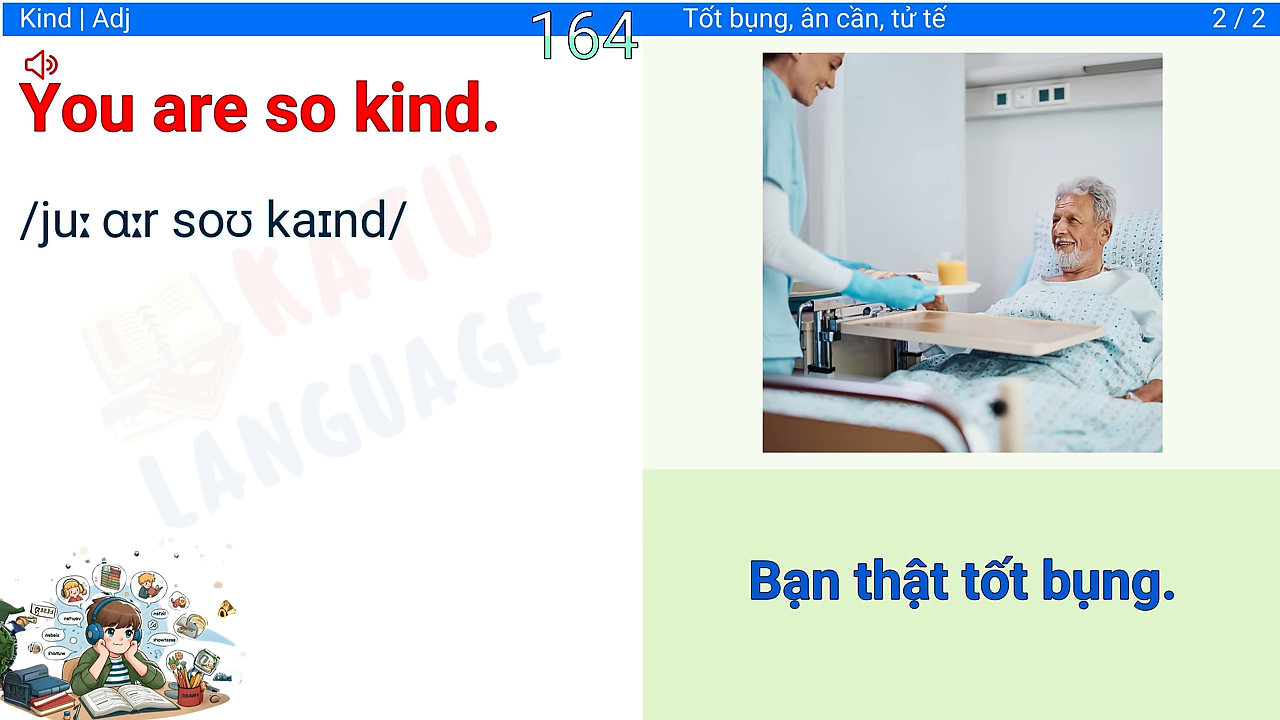 Kind | Adj
164
Tốt bụng, ân cần, tử tế
2 / 2
You are so kind.
/juː ɑːr soʊ kaɪnd/
KATU
LANGUAGE
Bạn thật tốt bụng.